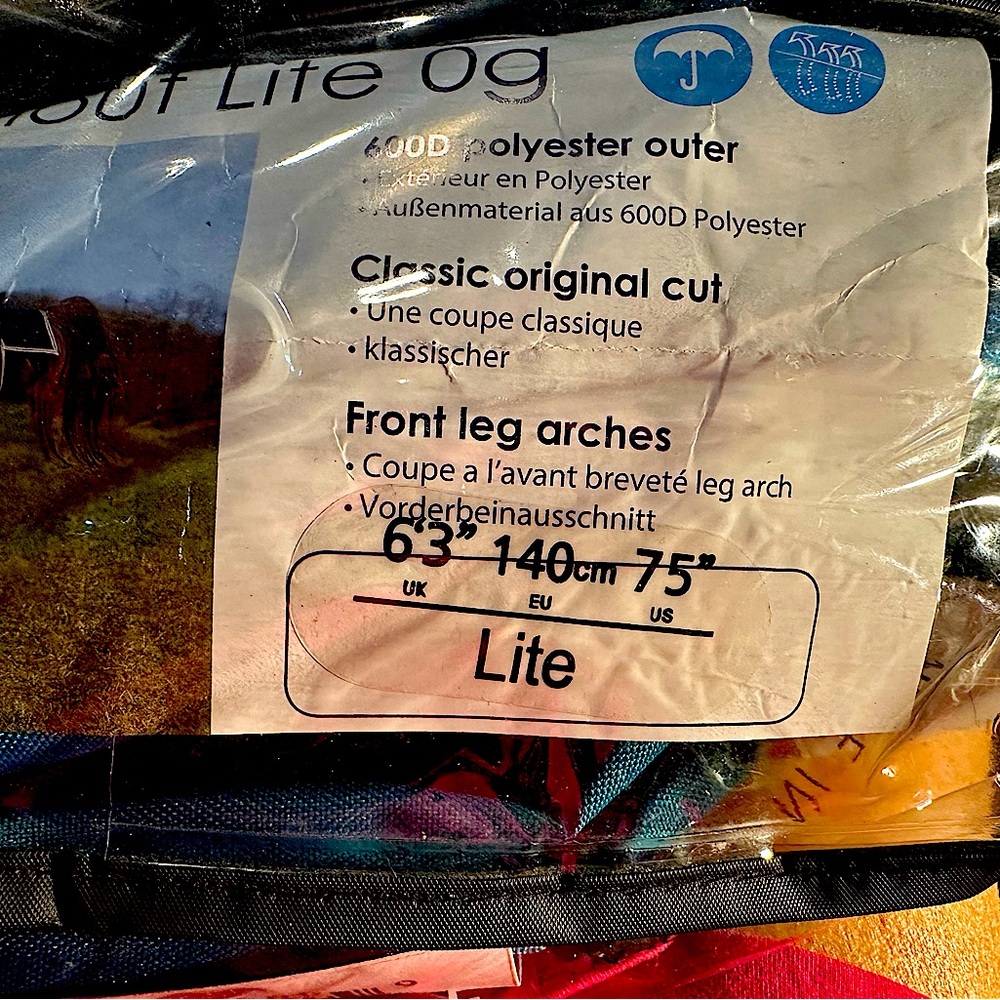 Lite 0g
600D polyester outer
• Extérieur en Polyester
• Außenmaterial aus 600D Polyester
Classic original cut
• Une coupe classique
• klassischer
Front leg arches
• Coupe a l'avant breveté leg arch
• Vorderbeinausschnitt
6'3” 140cm 75”
UK EU US
Lite